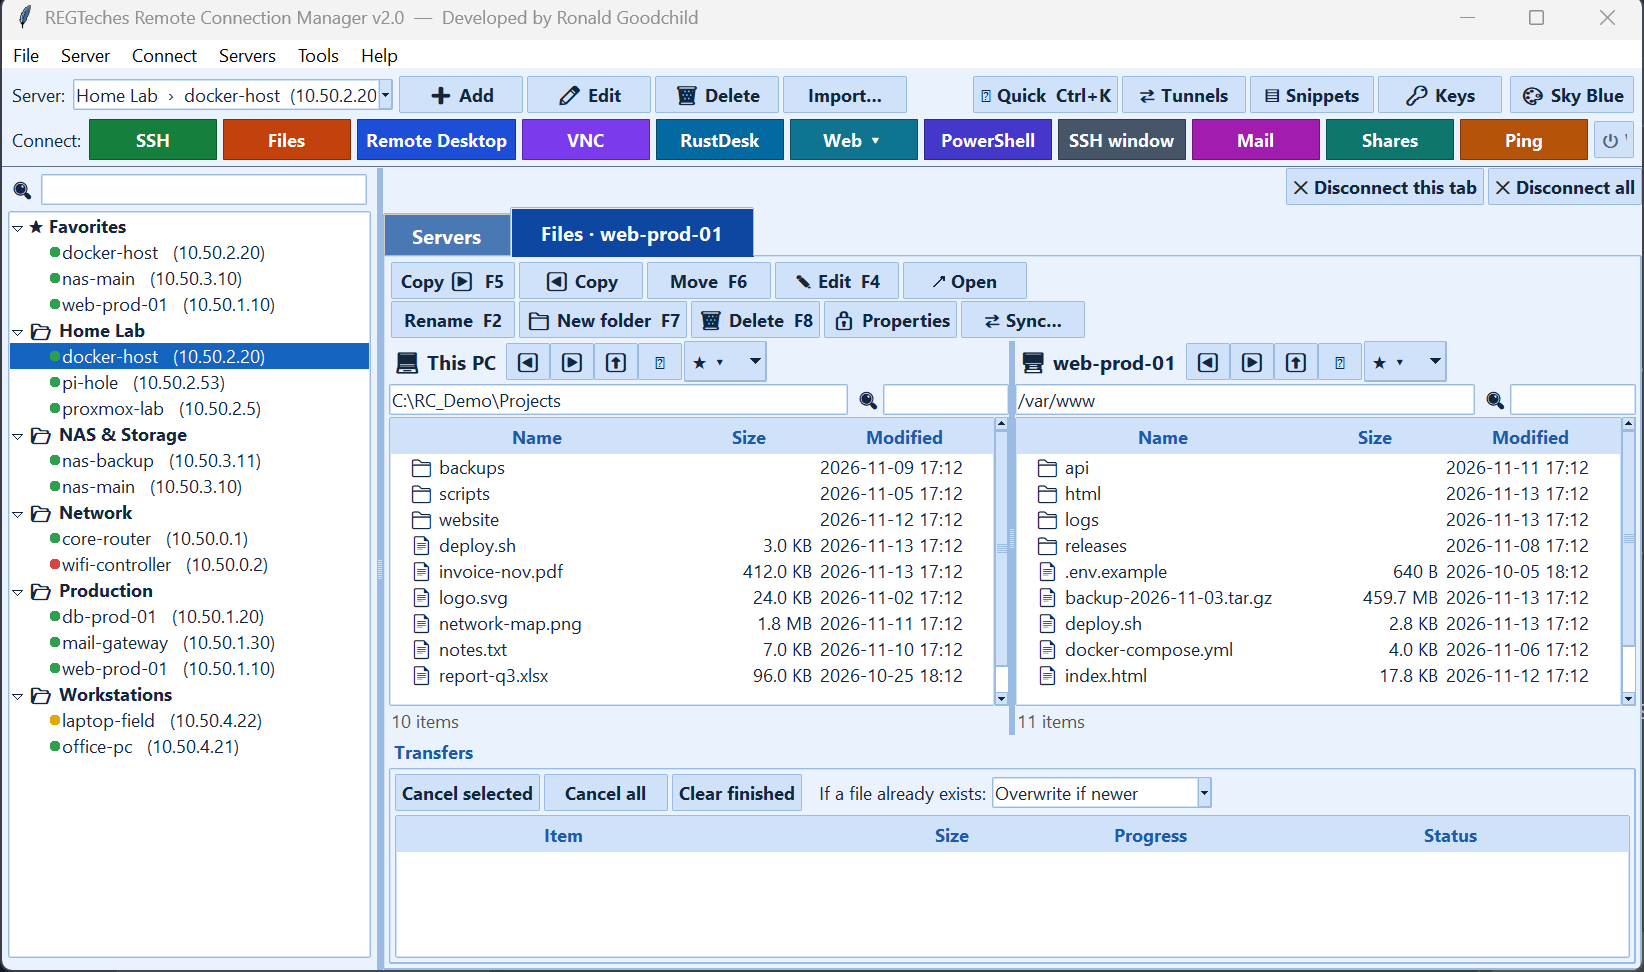 REGTeches Remote Connection Manager v2.0 — Developed by Ronald Goodchild
File Server Connect Servers Tools Help
Server: Home Lab › docker-host (10.50.2.20 Add Edit Delete Import... Quick Ctrl+K Tunnels Snippets Keys Sky Blue
Connect: SSH Files Remote Desktop VNC RustDesk Web PowerShell SSH window Mail Shares Ping
Disconnect this tab Disconnect all
Servers Files · web-prod-01
Copy F5 Copy Move F6 Edit F4 Open
Rename F2 New folder F7 Delete F8 Properties Sync...
Favorites
docker-host (10.50.2.20)
nas-main (10.50.3.10)
web-prod-01 (10.50.1.10)
Home Lab
docker-host (10.50.2.20)
pi-hole (10.50.2.53)
proxmox-lab (10.50.2.5)
NAS & Storage
nas-backup (10.50.3.11)
nas-main (10.50.3.10)
Network
core-router (10.50.0.1)
wifi-controller (10.50.0.2)
Production
db-prod-01 (10.50.1.20)
mail-gateway (10.50.1.30)
web-prod-01 (10.50.1.10)
Workstations
laptop-field (10.50.4.22)
office-pc (10.50.4.21)
This PC
C:\RC_Demo\Projects
Name Size Modified
backups 2026-11-09 17:12
scripts 2026-11-05 17:12
website 2026-11-12 17:12
deploy.sh 3.0 KB 2026-11-13 17:12
invoice-nov.pdf 412.0 KB 2026-11-13 17:12
logo.svg 24.0 KB 2026-11-02 17:12
network-map.png 1.8 MB 2026-11-11 17:12
notes.txt 7.0 KB 2026-11-10 17:12
report-q3.xlsx 96.0 KB 2026-10-25 18:12
10 items
web-prod-01
/var/www
Name Size Modified
api 2026-11-11 17:12
html 2026-11-13 17:12
logs 2026-11-13 17:12
releases 2026-11-08 17:12
.env.example 640 B 2026-10-05 18:12
backup-2026-11-03.tar.gz 459.7 MB 2026-11-13 17:12
deploy.sh 2.8 KB 2026-11-13 17:12
docker-compose.yml 4.0 KB 2026-11-06 17:12
index.html 17.8 KB 2026-11-12 17:12
11 items
Transfers
Cancel selected Cancel all Clear finished If a file already exists: Overwrite if newer
Item Size Progress Status